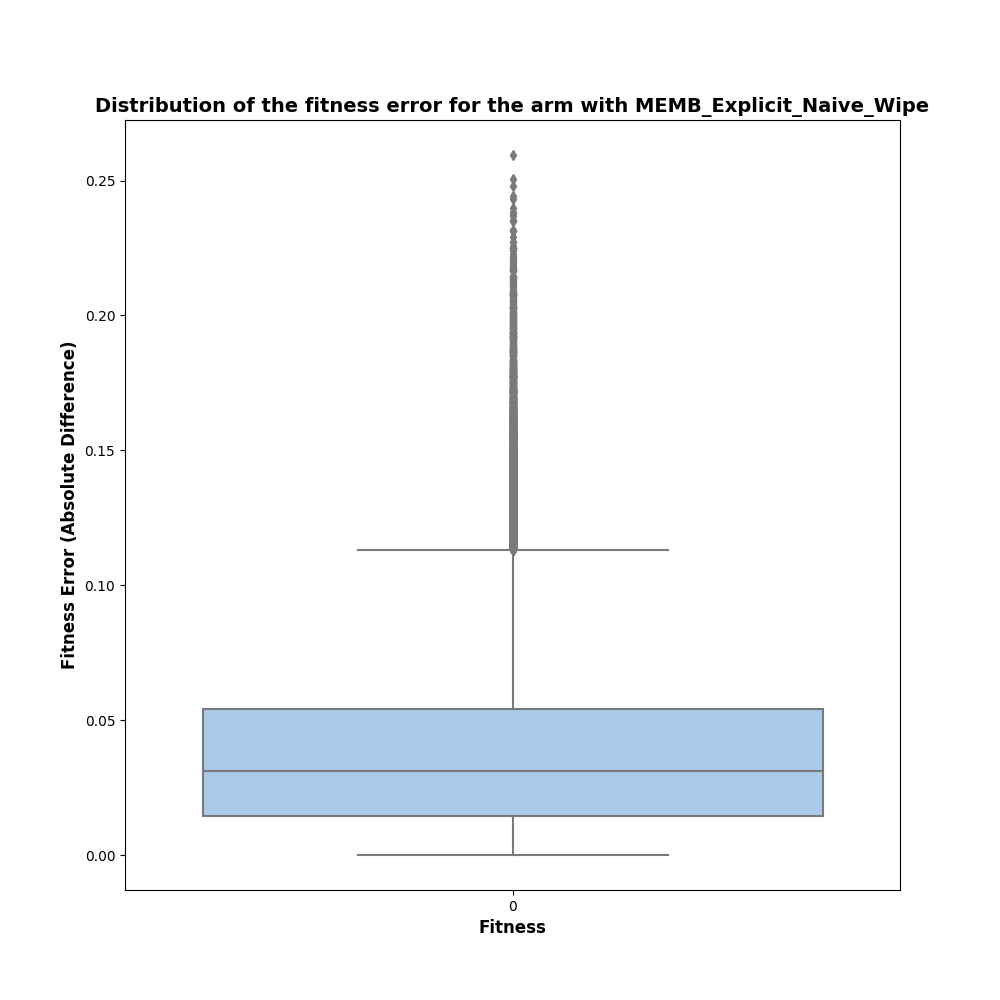 Distribution of the fitness error for the arm with MEMB_Explicit_Naive_Wipe
Fitness Error (Absolute Difference)
0.25
0.20
0.15
0.10
0.05
0.00
0
Fitness